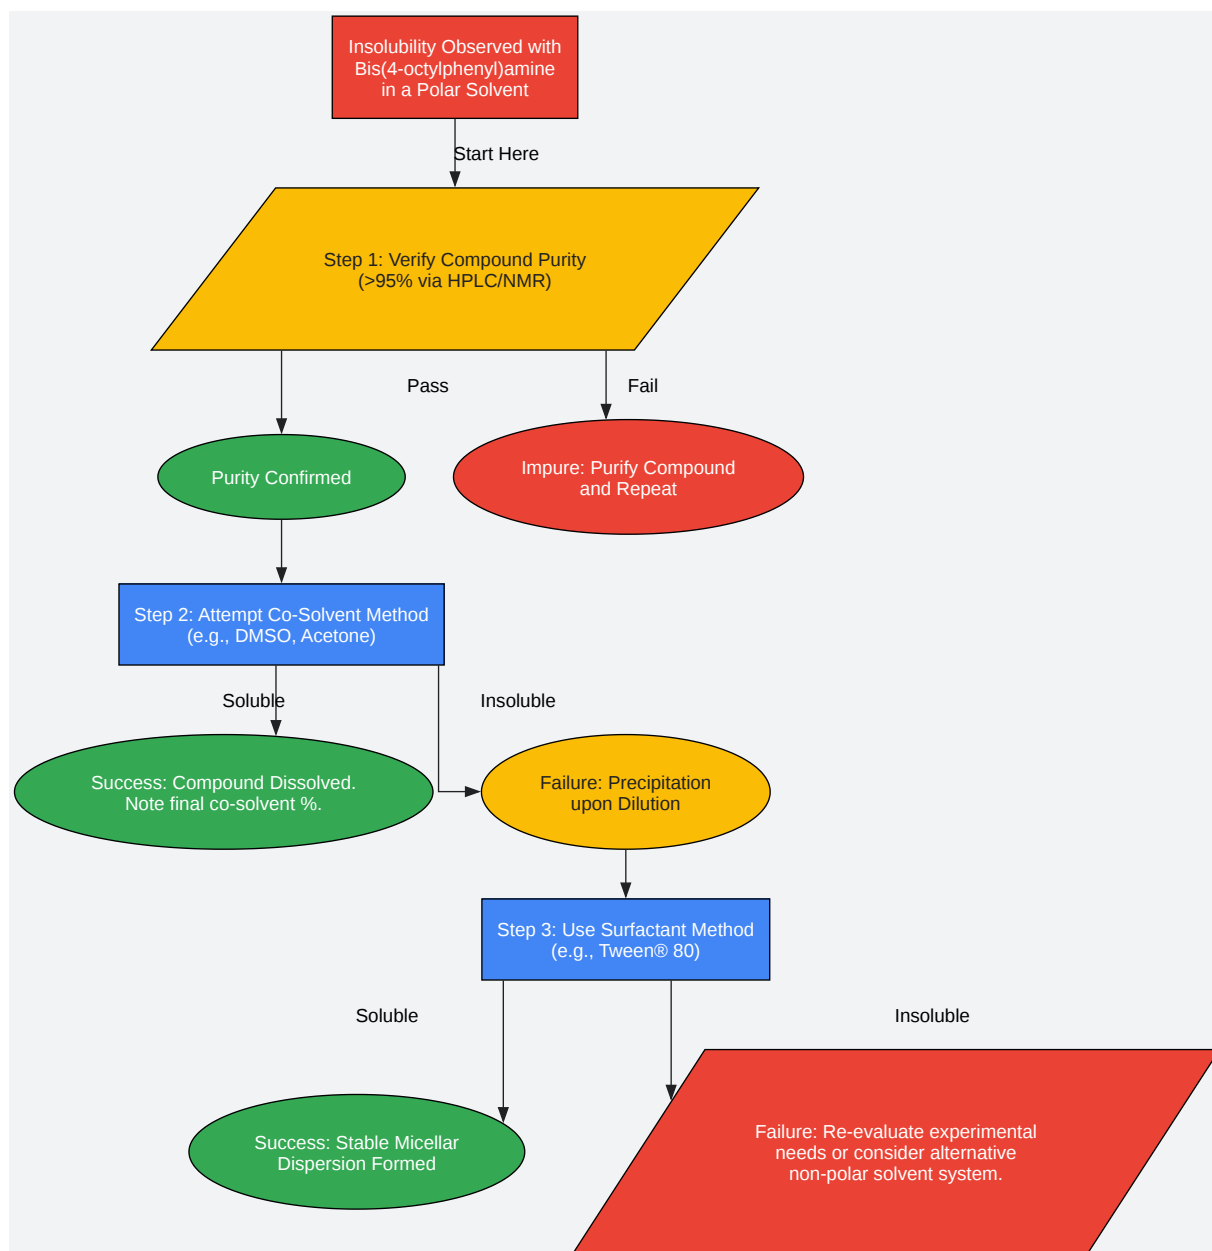 Insolubility Observed with
Bis(4-octylphenyl)amine
in a Polar Solvent
Start Here
Step 1: Verify Compound Purity
(>95% via HPLC/NMR)
Pass
Fail
Purity Confirmed
Impure: Purify Compound
and Repeat
Step 2: Attempt Co-Solvent Method
(e.g., DMSO, Acetone)
Soluble
Insoluble
Success: Compound Dissolved.
Note final co-solvent %.
Failure: Precipitation
upon Dilution
Step 3: Use Surfactant Method
(e.g., Tween® 80)
Soluble
Insoluble
Success: Stable Micellar
Dispersion Formed
Failure: Re-evaluate experimental
needs or consider alternative
non-polar solvent system.